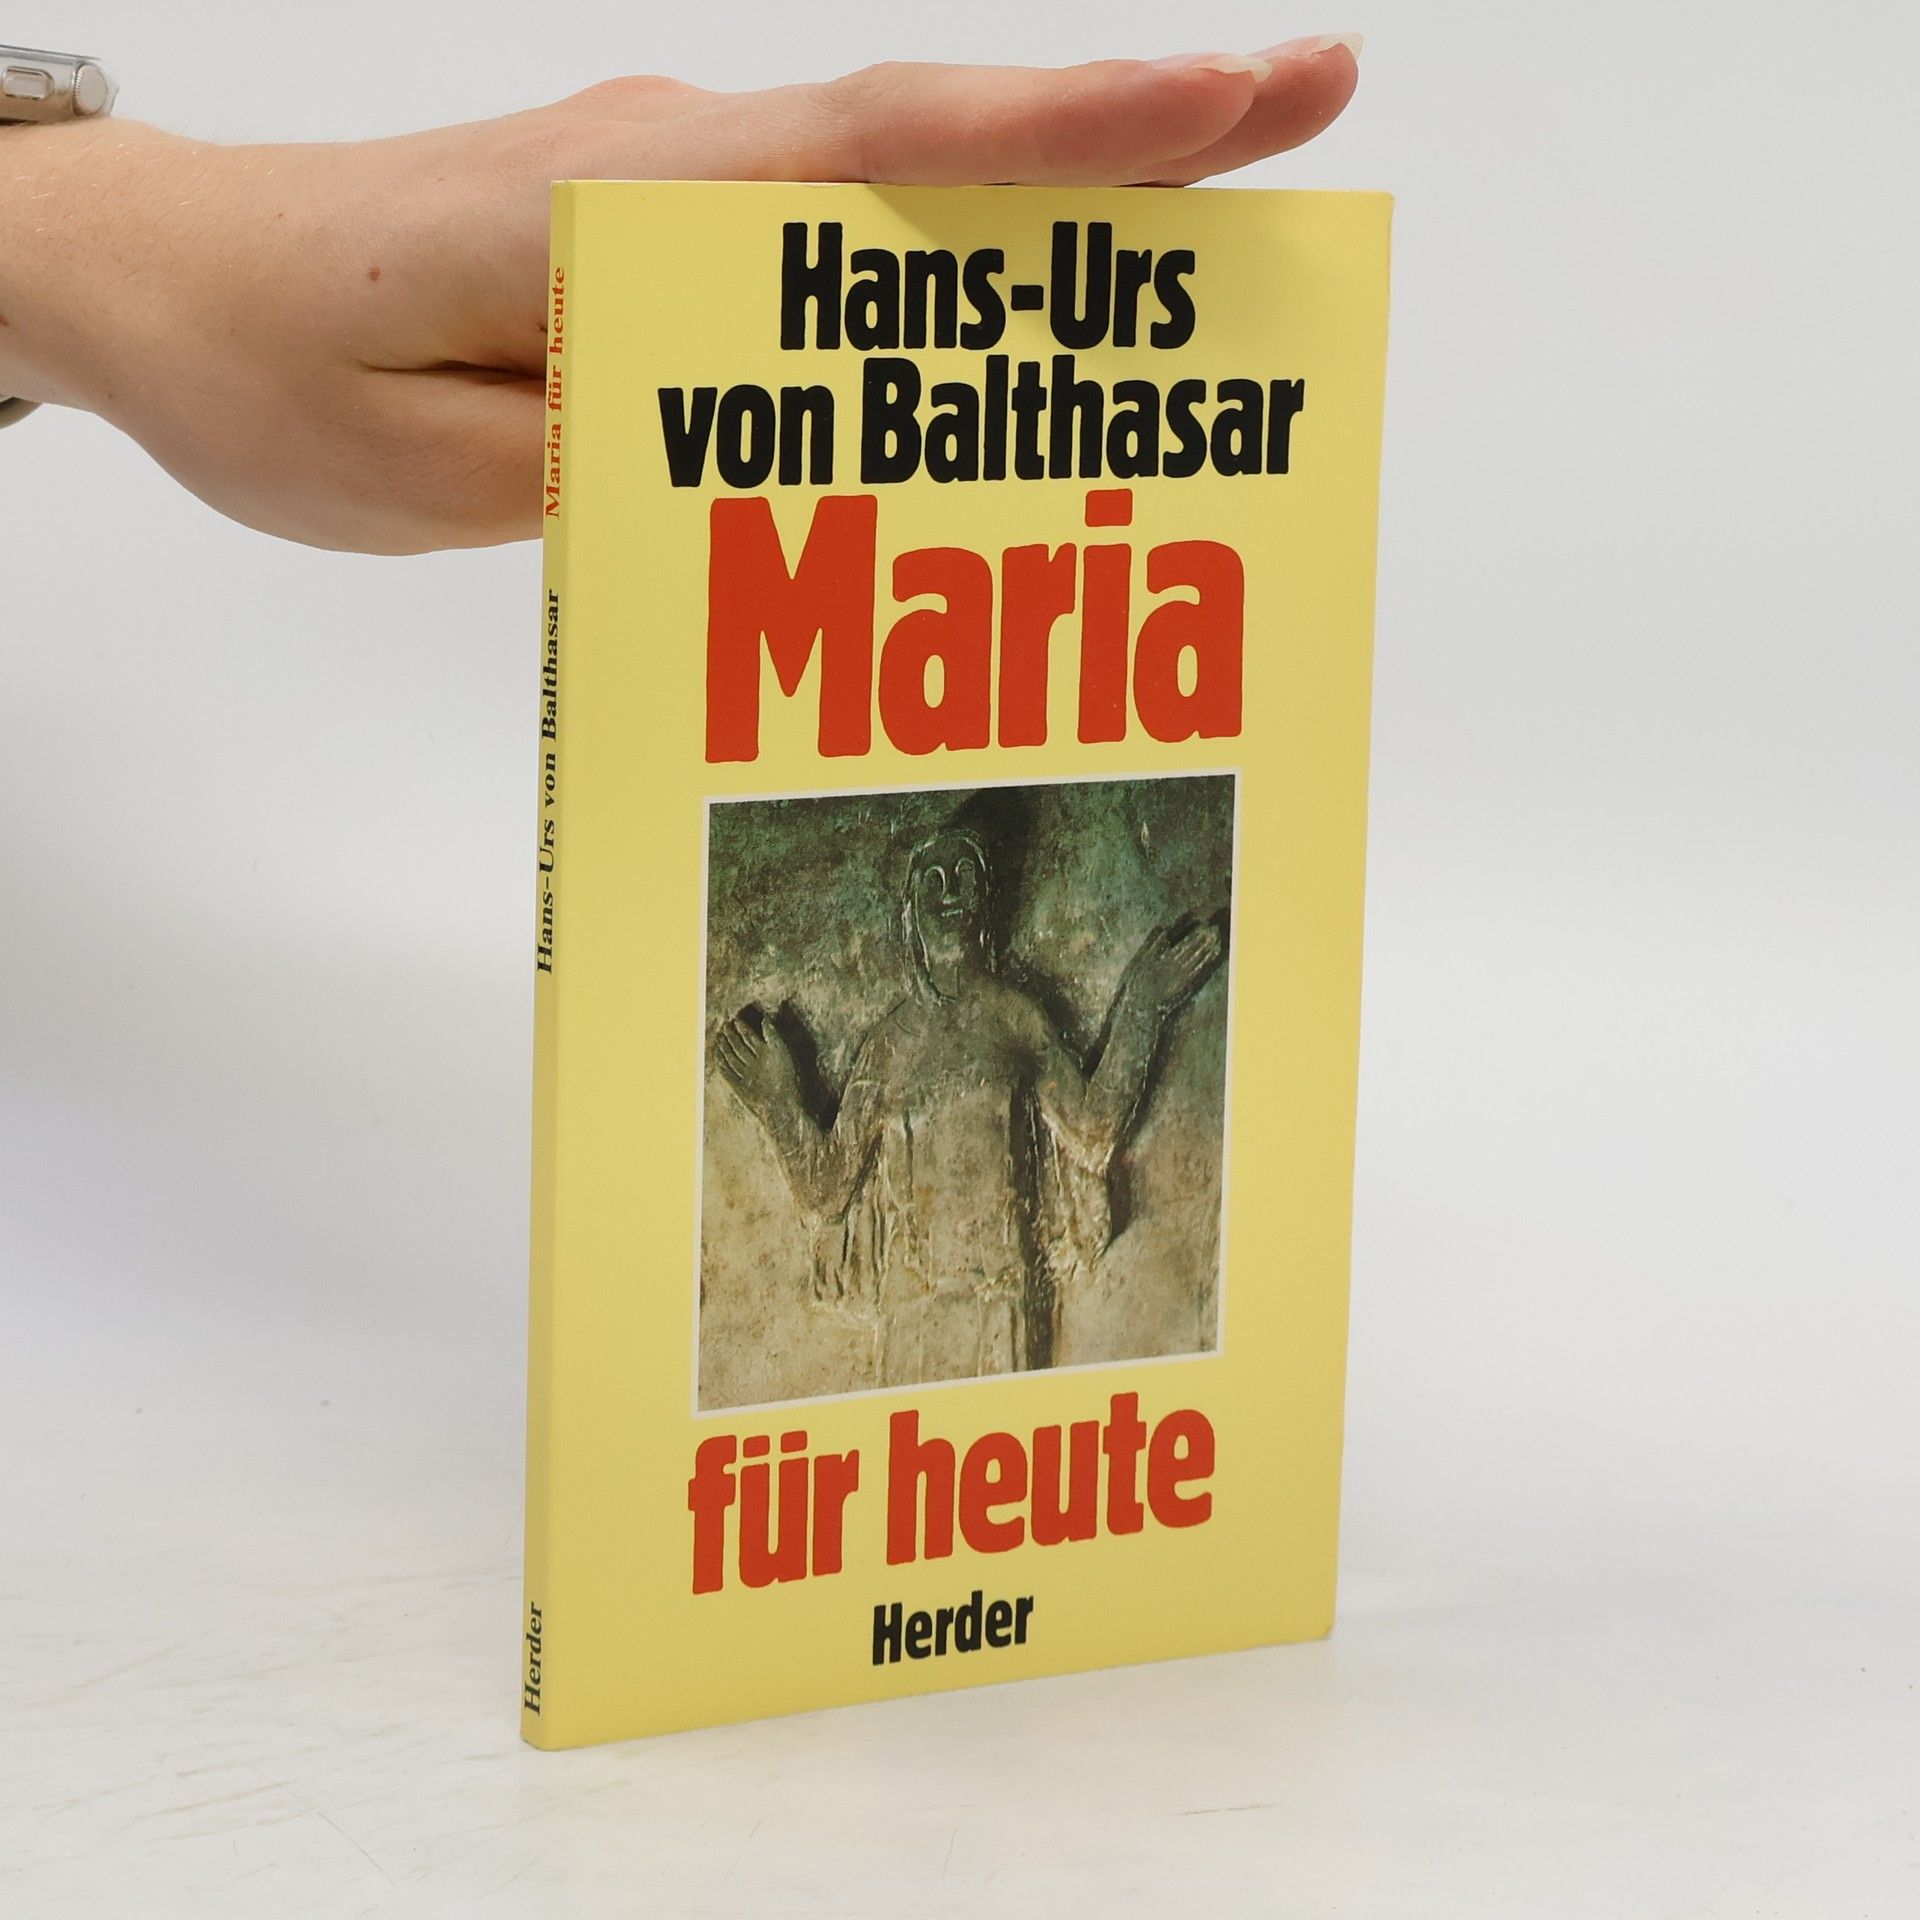 Hans-Urs
von Balthasar
Maria
für heute
Herder
Maria für heute
Hans-Urs von Balthasar
Herder